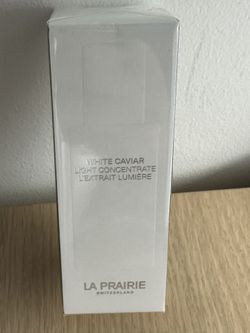 WHITE CAVIAR
LIGHT CONCENTRATE
L'EXTRAIT LUMIÈRE
LA PRAIRIE
SWITZERLAND